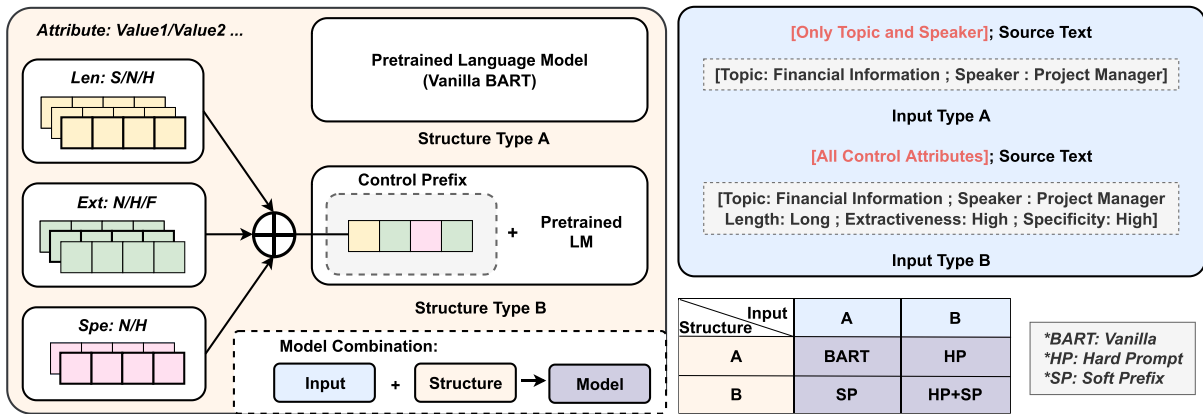 Attribute: Value1/Value2 ...
Len: S/N/H
Ext: N/H/F
Spe: N/H
Pretrained Language Model
(Vanilla BART)
Structure Type A
Control Prefix
+
Pretrained
LM
Structure Type B
Model Combination:
Input + Structure Model
[Only Topic and Speaker]; Source Text
[Topic: Financial Information ; Speaker : Project Manager]
Input Type A
[All Control Attributes]; Source Text
[Topic: Financial Information ; Speaker : Project Manager
Length: Long ; Extractiveness: High ; Specificity: High]
Input Type B
Input
Structure
A B
A BART HP
B SP HP+SP
*BART: Vanilla
*HP: Hard Prompt
*SP: Soft Prefix